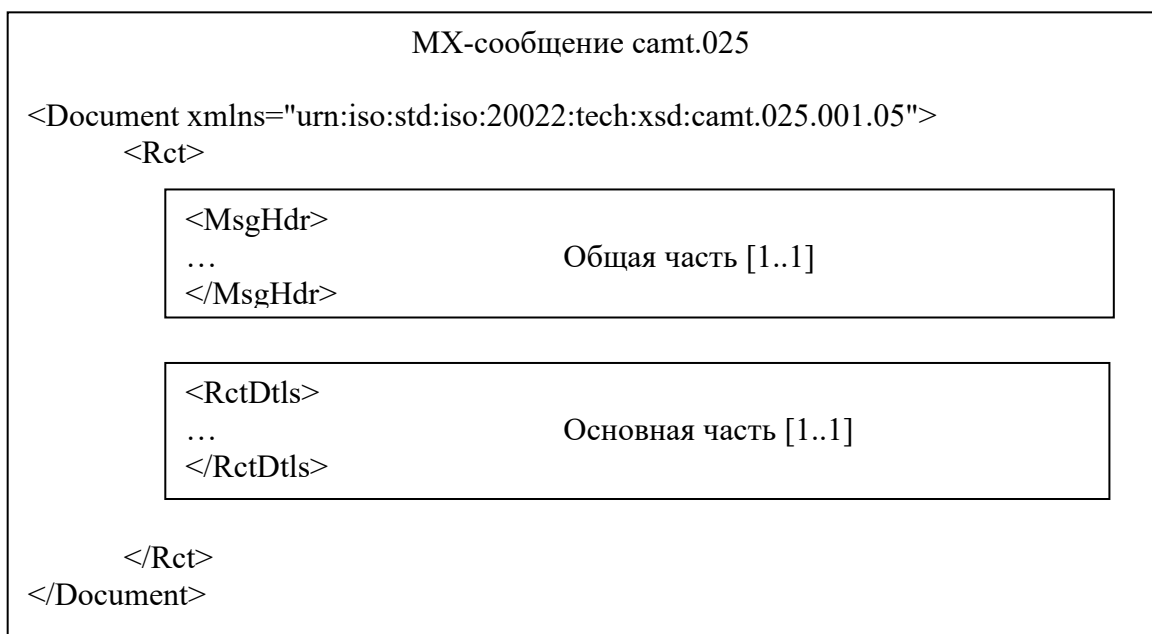 МХ-сообщение camt.025
<Document xmlns="urn:iso:std:iso:20022:tech:xsd:camt.025.001.05">
<Rct>
<MsgHdr>
… Общая часть [1..1]
</MsgHdr>
<RctDtls>
… Основная часть [1..1]
</RctDtls>
</Rct>
</Document>